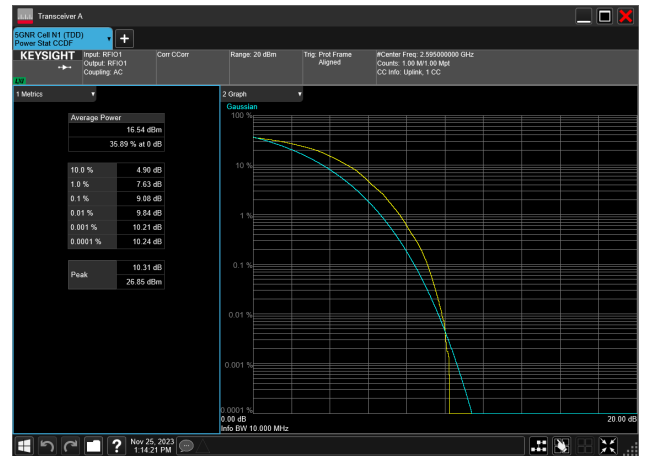 Transceiver A
5GNR Cell N1 (TDD)
Power Stat CCDF
KEYSIGHT
Input: RFIO1
Output: RFIO1
Coupling: AC
Corr CCorr
Range: 20 dBm
Trig: Prot Frame
Aligned
#Center Freq: 2.595000000 GHz
Counts: 1.00 M/1.00 Mpt
CC Info: Uplink, 1 CC
1 Metrics
Average Power
16.54 dBm
35.89 % at 0 dB
10.0 % 4.90 dB
1.0 % 7.63 dB
0.1 % 9.08 dB
0.01 % 9.84 dB
0.001 % 10.21 dB
0.0001 % 10.24 dB
Peak
10.31 dB
26.85 dBm
2 Graph
Gaussian
100 %
10 %
1 %
0.1 %
0.01 %
0.001 %
0.0001 %
0.00 dB
20.00 dB
Info BW 10.000 MHz
?
Nov 25, 2023
1:14:21 PM